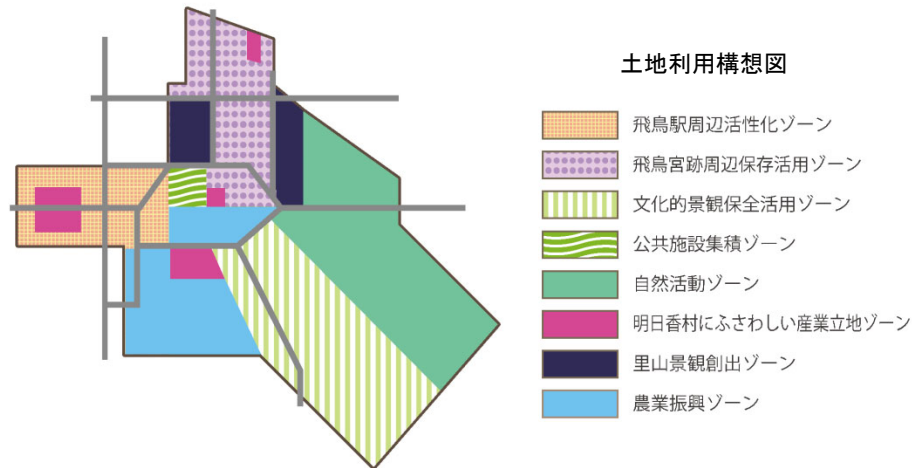 土地利用構想図
飛鳥駅周辺活性化ゾーン
飛鳥宮跡周辺保存活用ゾーン
文化的景観保全活用ゾーン
公共施設集積ゾーン
自然活動ゾーン
明日香村にふさわしい産業立地ゾーン
里山景観創出ゾーン
農業振興ゾーン